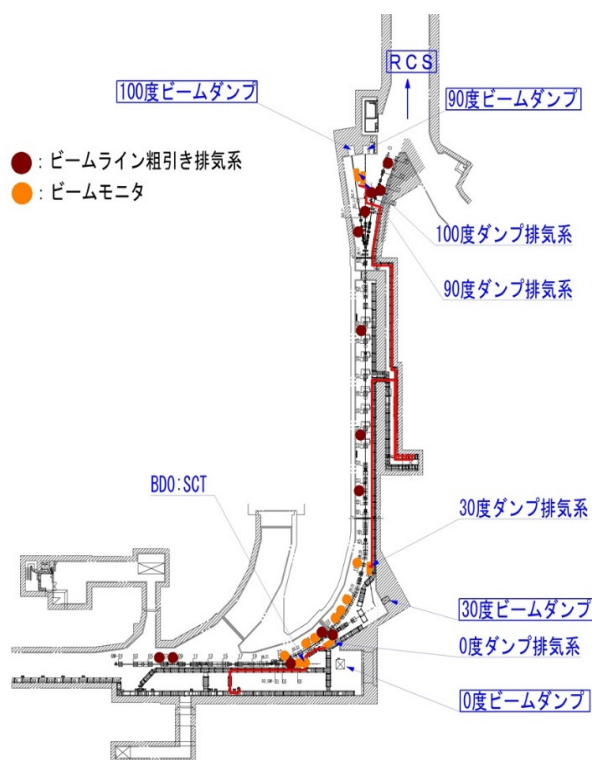 RCS
100度ビームダンプ
90度ビームダンプ
:ビームライン粗引き排気系
:ビームモニタ
100度ダンプ排気系
90度ダンプ排気系
BD0:SCT
30度ダンプ排気系
30度ビームダンプ
0度ダンプ排気系
0度ビームダンプ